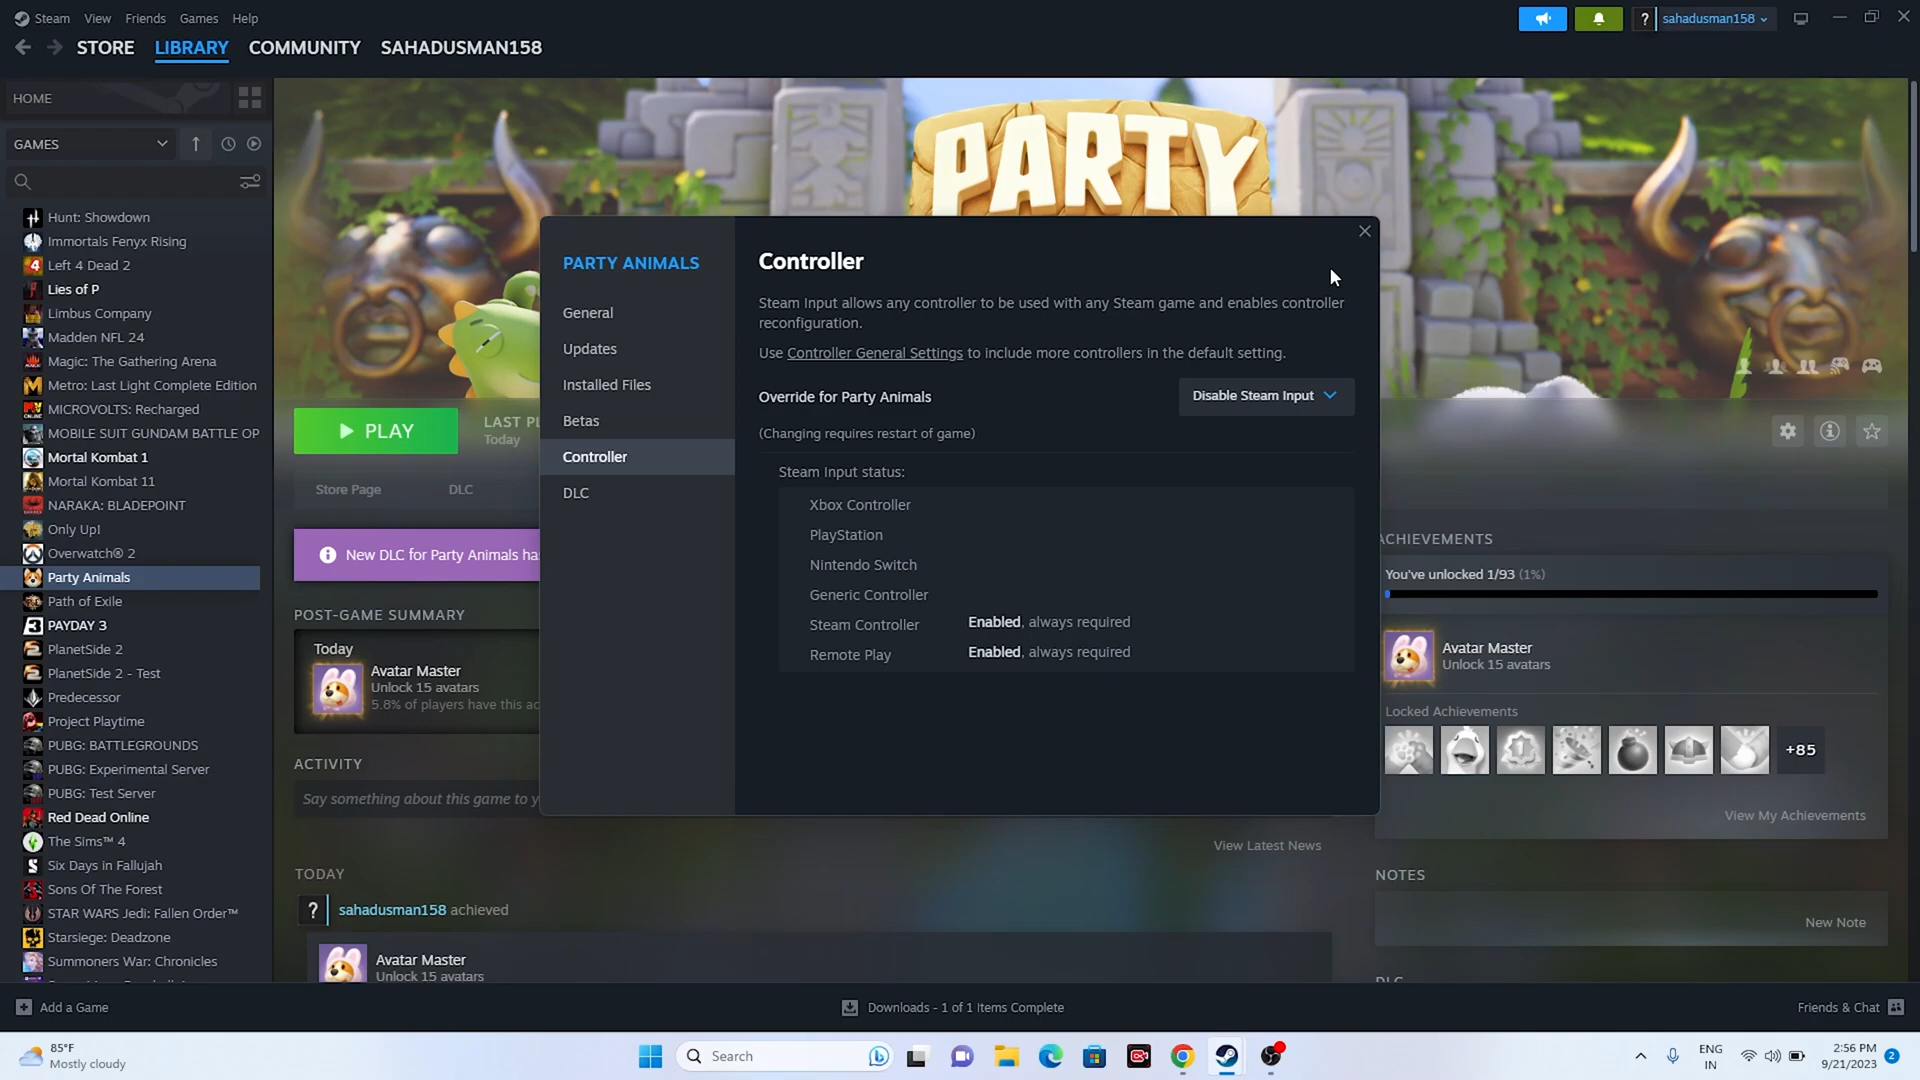 Steam View Friends Games Help
? sahadusman158
STORE LIBRARY COMMUNITY SAHADUSMAN158
HOME
GAMES
Hunt: Showdown
Immortals Fenyx Rising
Left 4 Dead 2
Lies of P
Limbus Company
Madden NFL 24
Magic: The Gathering Arena
Metro: Last Light Complete Edition
MICROVOLTS: Recharged
MOBILE SUIT GUNDAM BATTLE OP
Mortal Kombat 1
Mortal Kombat 11
NARAKA: BLADEPOINT
Only Up!
Overwatch® 2
Party Animals
Path of Exile
PAYDAY 3
PlanetSide 2
PlanetSide 2 - Test
Predecessor
Project Playtime
PUBG: BATTLEGROUNDS
PUBG: Experimental Server
PUBG: Test Server
Red Dead Online
The Sims™ 4
Six Days in Fallujah
Sons Of The Forest
STAR WARS Jedi: Fallen Order™
Starsiege: Deadzone
Summoners War: Chronicles
PARTY
PLAY
LAST PL
Today
Store Page DLC
New DLC for Party Animals ha
POST-GAME SUMMARY
Today
Avatar Master
Unlock 15 avatars
5.8% of players have this ac
ACTIVITY
Say something about this game to y
View Latest News
TODAY
? sahadusman158 achieved
Avatar Master
Unlock 15 avatars
PARTY ANIMALS
General
Updates
Installed Files
Betas
Controller
DLC
Controller
Steam Input allows any controller to be used with any Steam game and enables controller
reconfiguration.
Use Controller General Settings to include more controllers in the default setting.
Override for Party Animals Disable Steam Input
(Changing requires restart of game)
Steam Input status:
Xbox Controller
PlayStation
Nintendo Switch
Generic Controller
Steam Controller Enabled, always required
Remote Play Enabled, always required
ACHIEVEMENTS
You've unlocked 1/93 (1%)
Avatar Master
Unlock 15 avatars
Locked Achievements
+85
View My Achievements
NOTES
New Note
DLC
Add a Game
Downloads - 1 of 1 Items Complete
Friends & Chat
85°F
Mostly cloudy
Search
ENG
IN
2:56 PM
9/21/2023
2